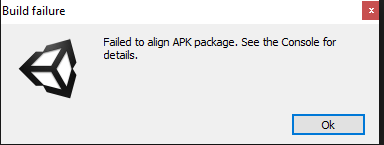 Build failure
x
Failed to align APK package. See the Console for
details.
Ok